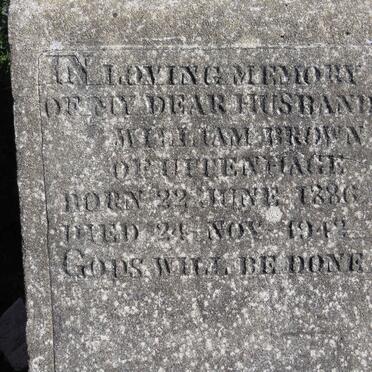 IN LOVING MEMORY
OF MY DEAR HUSBAND
WILLIAM BROWN
OF UITENHAGE
BORN 22 JUNE 1886
DIED 24 NOV
GODS WILL BE DONE